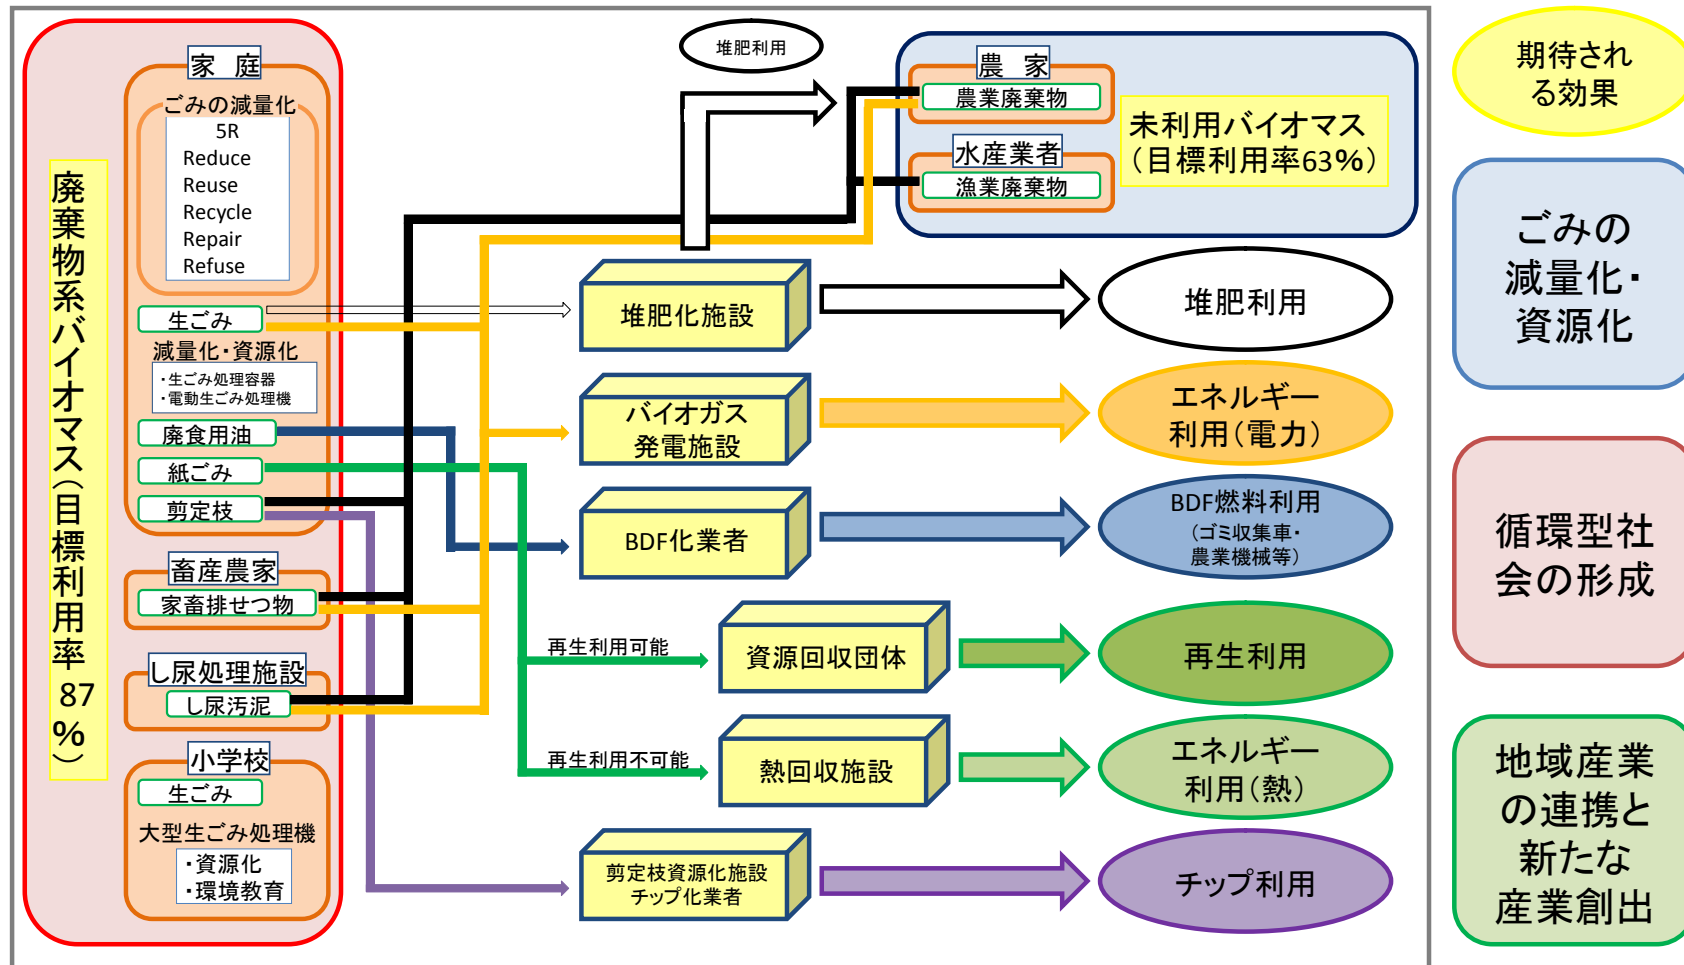 廃棄物系バイオマス（目標利用率87%）
家　庭
ごみの減量化
5R
Reduce
Reuse
Recycle
Repair
Refuse
生ごみ
減量化・資源化
・生ごみ処理容器
・電動生ごみ処理機
廃食用油
紙ごみ
剪定枝
畜産農家
家畜排せつ物
し尿処理施設
し尿汚泥
小学校
生ごみ
大型生ごみ処理機
・資源化
・環境教育
堆肥利用
農　家
農業廃棄物
水産業者
漁業廃棄物
未利用バイオマス
（目標利用率63%）
堆肥化施設
堆肥利用
バイオガス
発電施設
エネルギー
利用（電力）
BDF化業者
BDF燃料利用
（ゴミ収集車・
農業機械等）
再生利用可能
資源回収団体
再生利用
再生利用不可能
熱回収施設
エネルギー
利用（熱）
剪定枝資源化施設
チップ化業者
チップ利用
期待され
る効果
ごみの
減量化・
資源化
循環型社
会の形成
地域産業
の連携と
新たな
産業創出